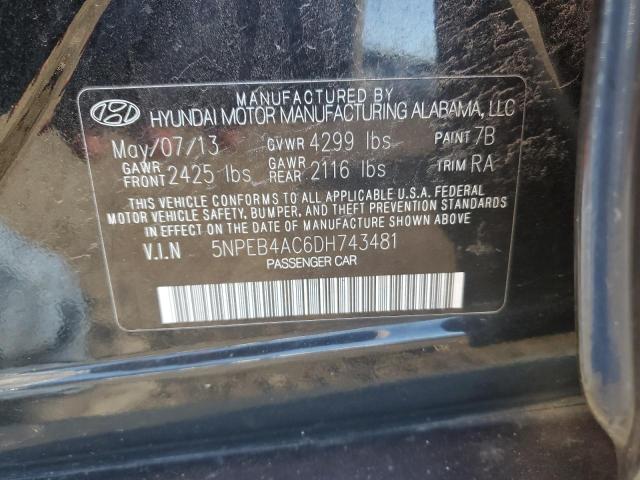 MANUFACTURED BY
HYUNDAI MOTOR MANUFACTURING ALABAMA, LLC
May/07/13 GVWR 4299 lbs PAINT 7B
GAWR FRONT 2425 lbs GAWR REAR 2116 lbs TRIM RA
THIS VEHICLE CONFORMS TO ALL APPLICABLE U.S.A. FEDERAL
MOTOR VEHICLE SAFETY, BUMPER, AND THEFT PREVENTION STANDARDS
IN EFFECT ON THE DATE OF MANUFACTURE SHOWN ABOVE.
V.I.N 5NPEB4AC6DH743481
PASSENGER CAR